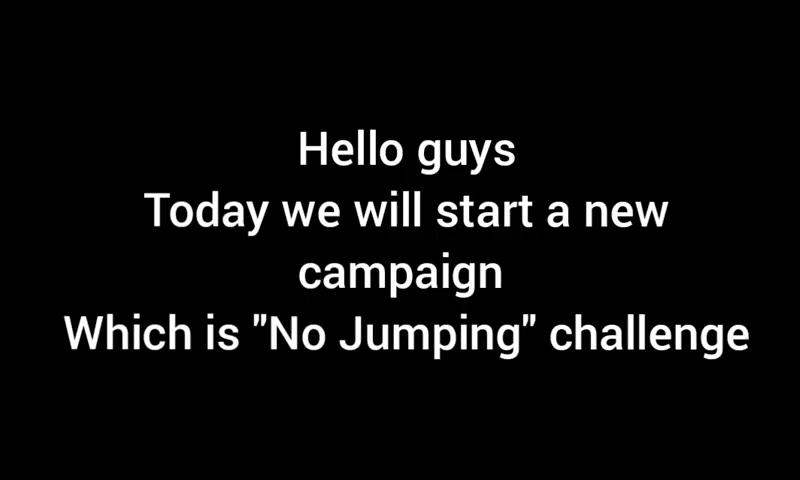 Hello guys
Today we will start a new
campaign
Which is "No Jumping" challenge